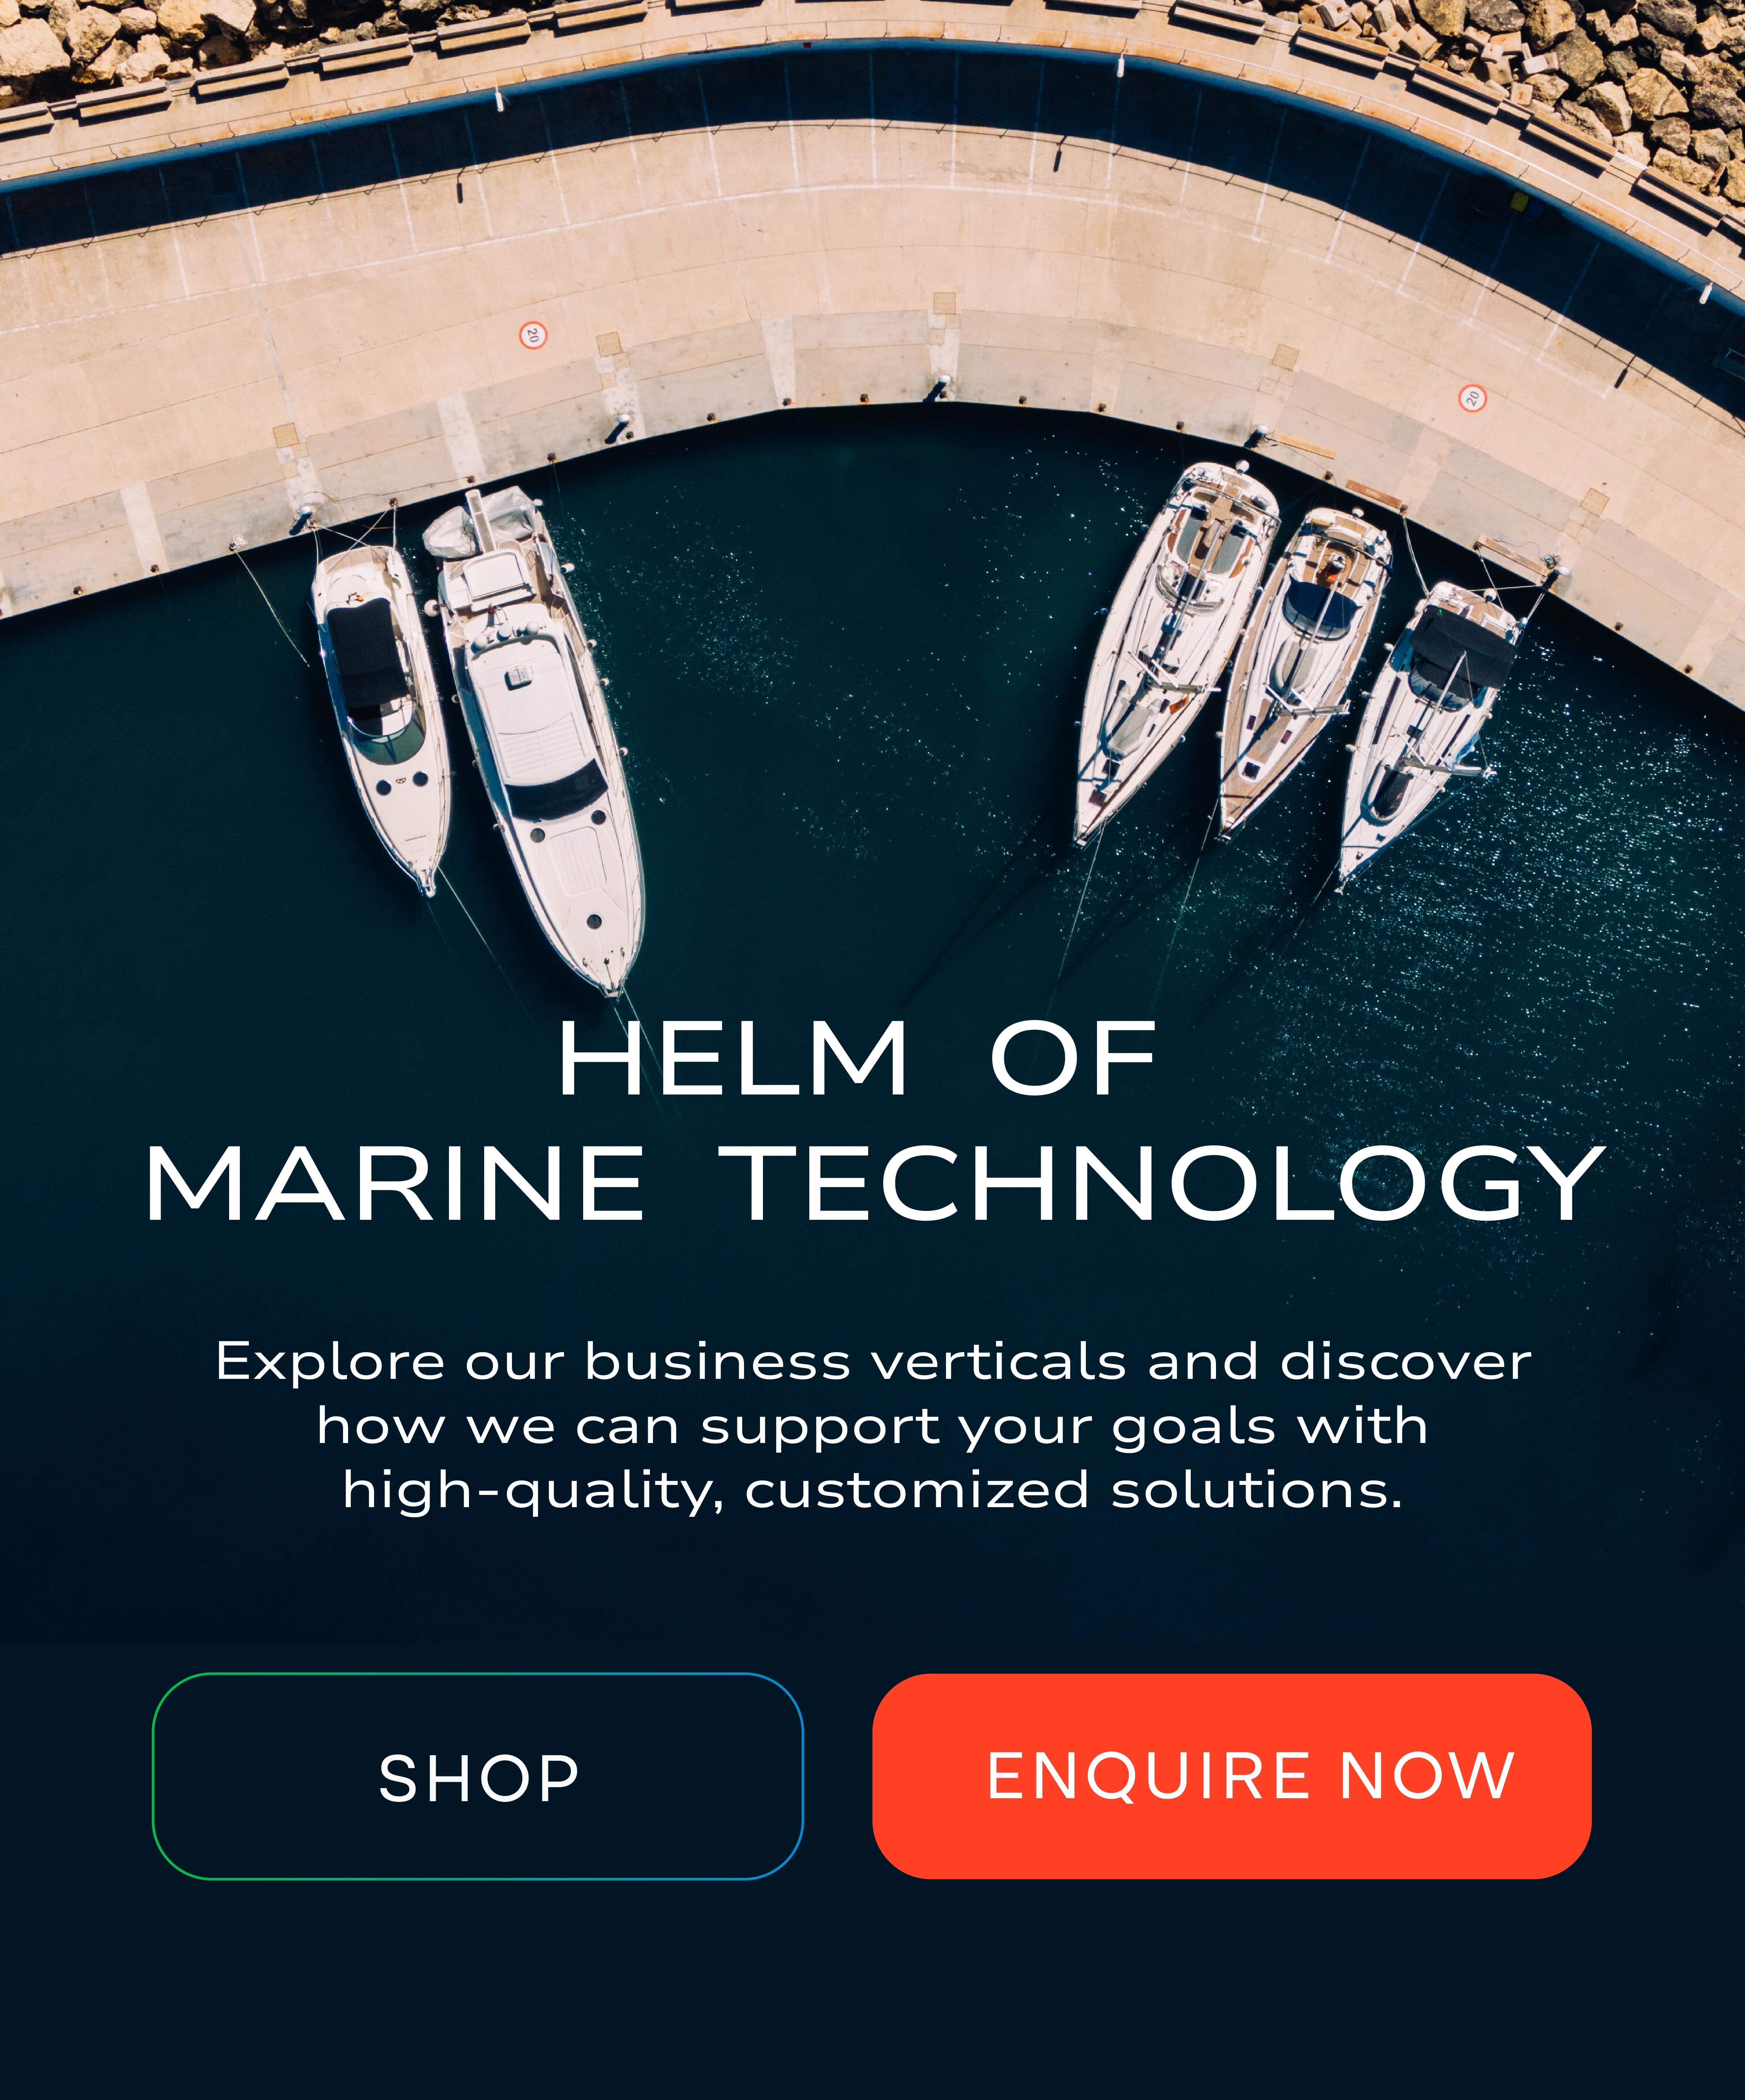 20
20
HELM OF
MARINE TECHNOLOGY
Explore our business verticals and discover
how we can support your goals with
high-quality, customized solutions.
SHOP
ENQUIRE NOW